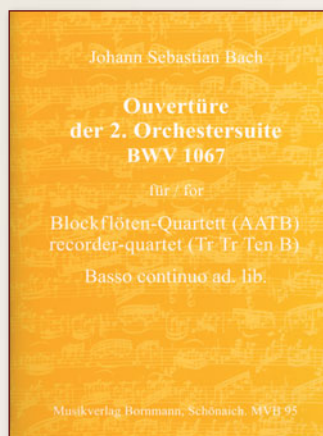 Johann Sebastian Bach
Ouvertüre
der 2. Orchestersuite
BWV 1067
für / for
Blockflöten-Quartett (AATB)
recorder-quartet (Tr Tr Ten B)
Basso continuo ad. lib.
Musikverlag Bornmann, Schönaich. MVB 95